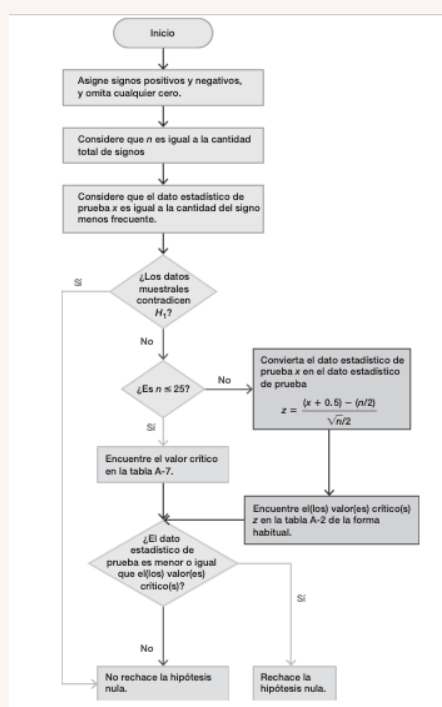 Inicio
Asigne signos positivos y negativos,
y omita cualquier cero.
Considere que n es igual a la cantidad
total de signos
Considere que el dato estadístico de
prueba x es igual a la cantidad del signo
menos frecuente.
Sí
¿Los datos
muestrales
contradicen
H₁?
No
¿Es n ≤ 25?
No
Convierta el dato estadístico de
prueba x en el dato estadístico
de prueba
z = (x + 0.5) − (n/2) / √n/2
Sí
Encuentre el valor crítico
en la tabla A-7.
Encuentre el(los) valor(es) crítico(s)
z en la tabla A-2 de la forma
habitual.
¿El dato
estadístico de
prueba es menor o igual
que el(los) valor(es)
crítico(s)?
Sí
No
No rechace la hipótesis
nula.
Rechace la
hipótesis nula.